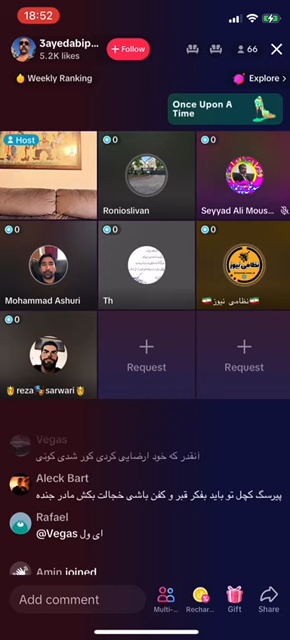 18:52
3ayedabip...
5.2K likes
+ Follow
66
Weekly Ranking
Explore >
Once Upon A
Time
Host
0
Ronioslivan
0
Seyyad Ali Mous...
0
Mohammad Ashuri
0
Th
0
نظامی نیوز
نظامی نیوز
0
reza sarwari
Request
Request
Vegas
انقدر که خود ارضایی کردی کور شدی کونی
Aleck Bart
پیرسگ کچل تو باید بفکر قبر و کفن باشی خجالت بکش مادر جنده
Rafael
@Vegas ای ول
Amin joined
Add comment
Multi-...
Rechar...
Gift
Share